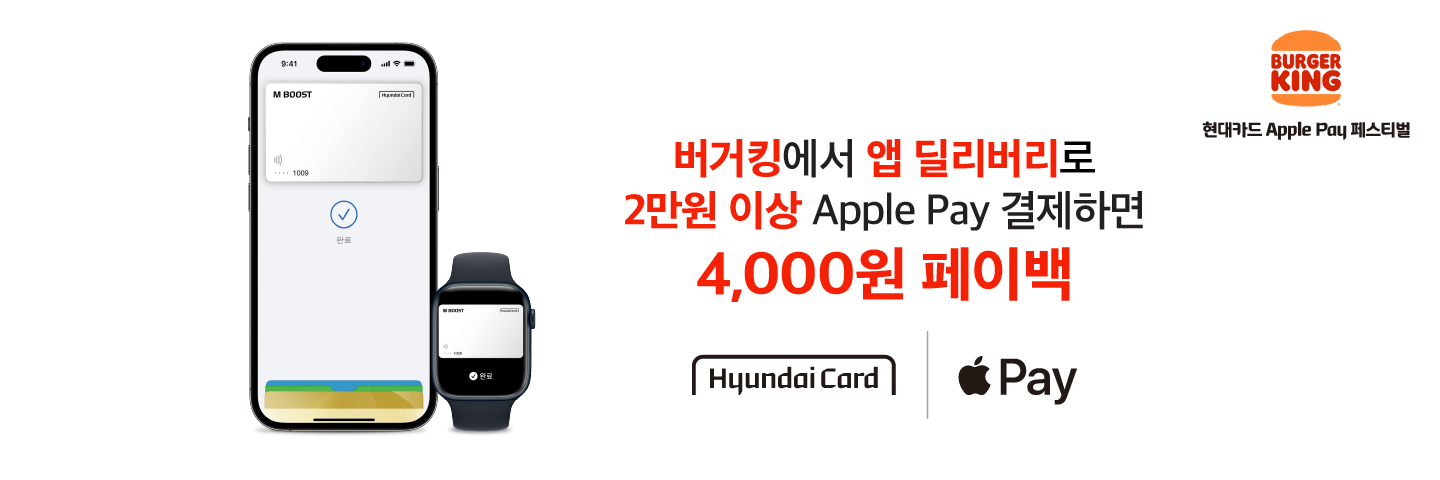 9:41
M BOOST
HyundaiCard
···· 1009
완료
M BOOST
HyundaiCard
···· 1009
완료
버거킹에서 앱 딜리버리로
2만원 이상 Apple Pay 결제하면
4,000원 페이백
Hyundai Card
Pay
BURGER
KING
현대카드 Apple Pay 페스티벌